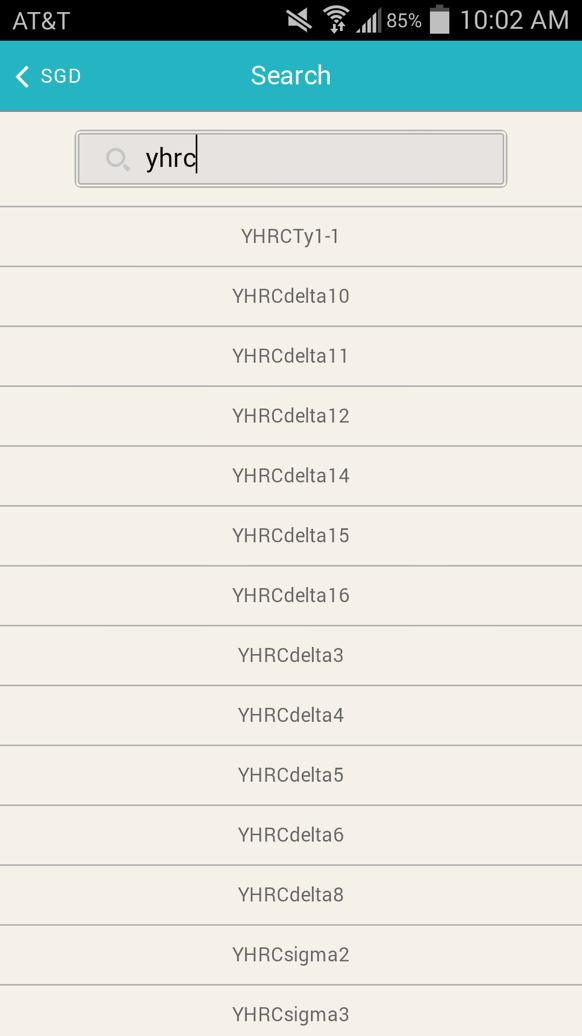 AT&T 85% 10:02 AM
SGD Search
yhrc
YHRCTy1-1
YHRCdelta10
YHRCdelta11
YHRCdelta12
YHRCdelta14
YHRCdelta15
YHRCdelta16
YHRCdelta3
YHRCdelta4
YHRCdelta5
YHRCdelta6
YHRCdelta8
YHRCsigma2
YHRCsigma3